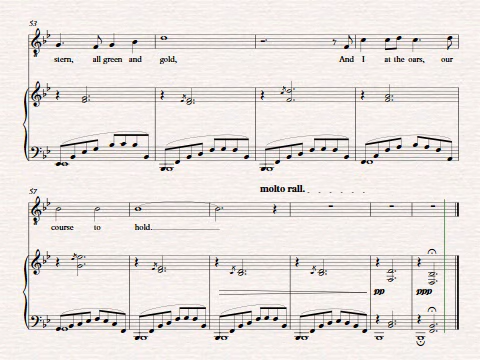 53
stern, all green and gold, And I at the oars, our
57
molto rall.
course to hold.
pp ppp